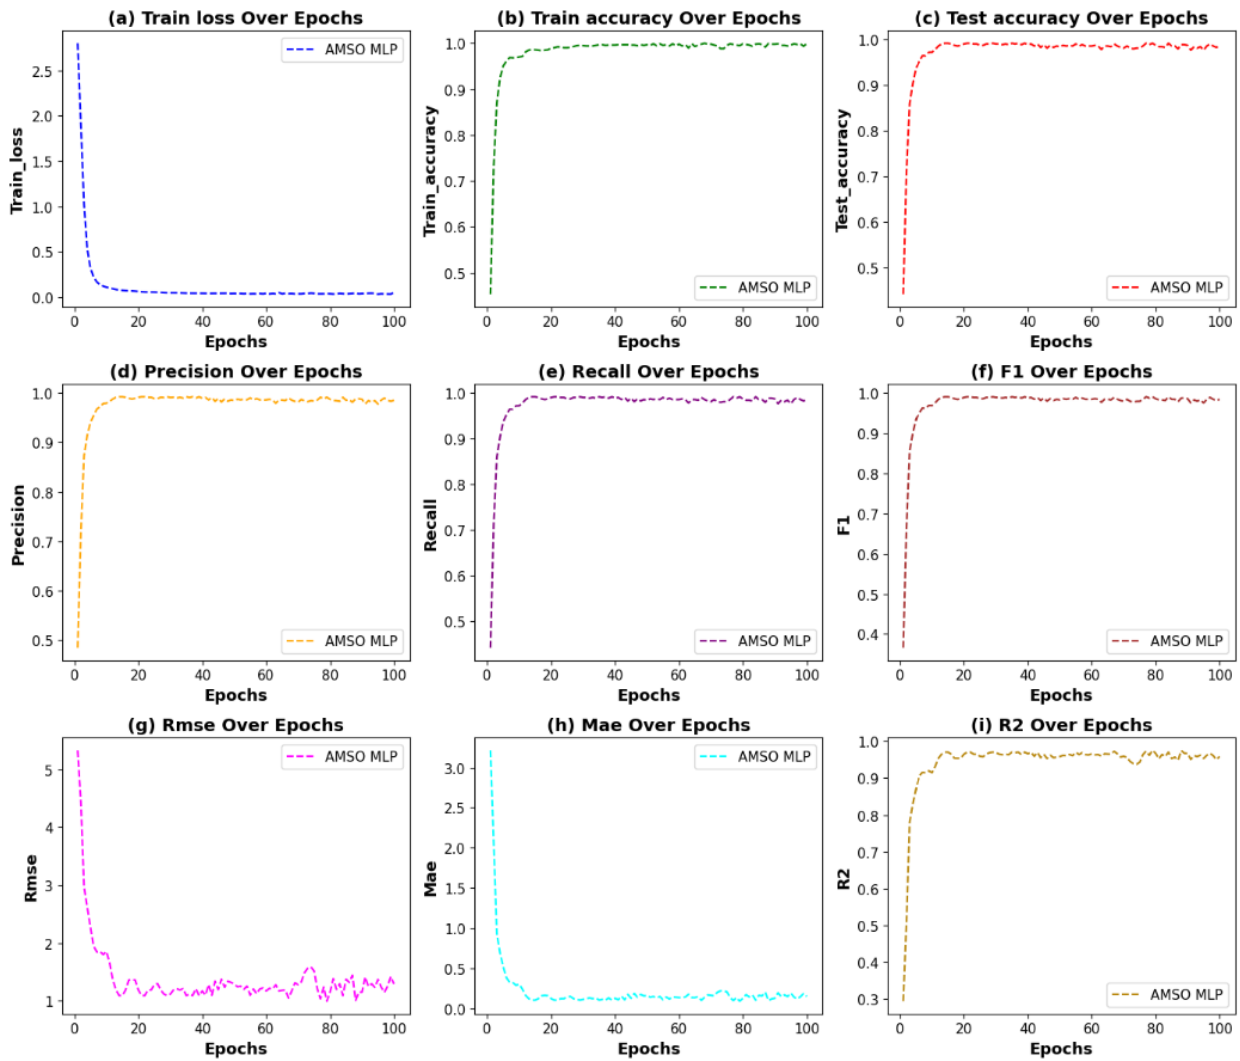 (a) Train loss Over Epochs
Train_loss
2.5
2.0
1.5
1.0
0.5
0.0
AMSO MLP
0 20 40 60 80 100
Epochs
(b) Train accuracy Over Epochs
Train_accuracy
1.0
0.9
0.8
0.7
0.6
0.5
AMSO MLP
0 20 40 60 80 100
Epochs
(c) Test accuracy Over Epochs
Test_accuracy
1.0
0.9
0.8
0.7
0.6
0.5
AMSO MLP
0 20 40 60 80 100
Epochs
(d) Precision Over Epochs
Precision
1.0
0.9
0.8
0.7
0.6
0.5
AMSO MLP
0 20 40 60 80 100
Epochs
(e) Recall Over Epochs
Recall
1.0
0.9
0.8
0.7
0.6
0.5
AMSO MLP
0 20 40 60 80 100
Epochs
(f) F1 Over Epochs
F1
1.0
0.9
0.8
0.7
0.6
0.5
0.4
AMSO MLP
0 20 40 60 80 100
Epochs
(g) Rmse Over Epochs
Rmse
5
4
3
2
1
AMSO MLP
0 20 40 60 80 100
Epochs
(h) Mae Over Epochs
Mae
3.0
2.5
2.0
1.5
1.0
0.5
0.0
AMSO MLP
0 20 40 60 80 100
Epochs
(i) R2 Over Epochs
R2
1.0
0.9
0.8
0.7
0.6
0.5
0.4
0.3
AMSO MLP
0 20 40 60 80 100
Epochs